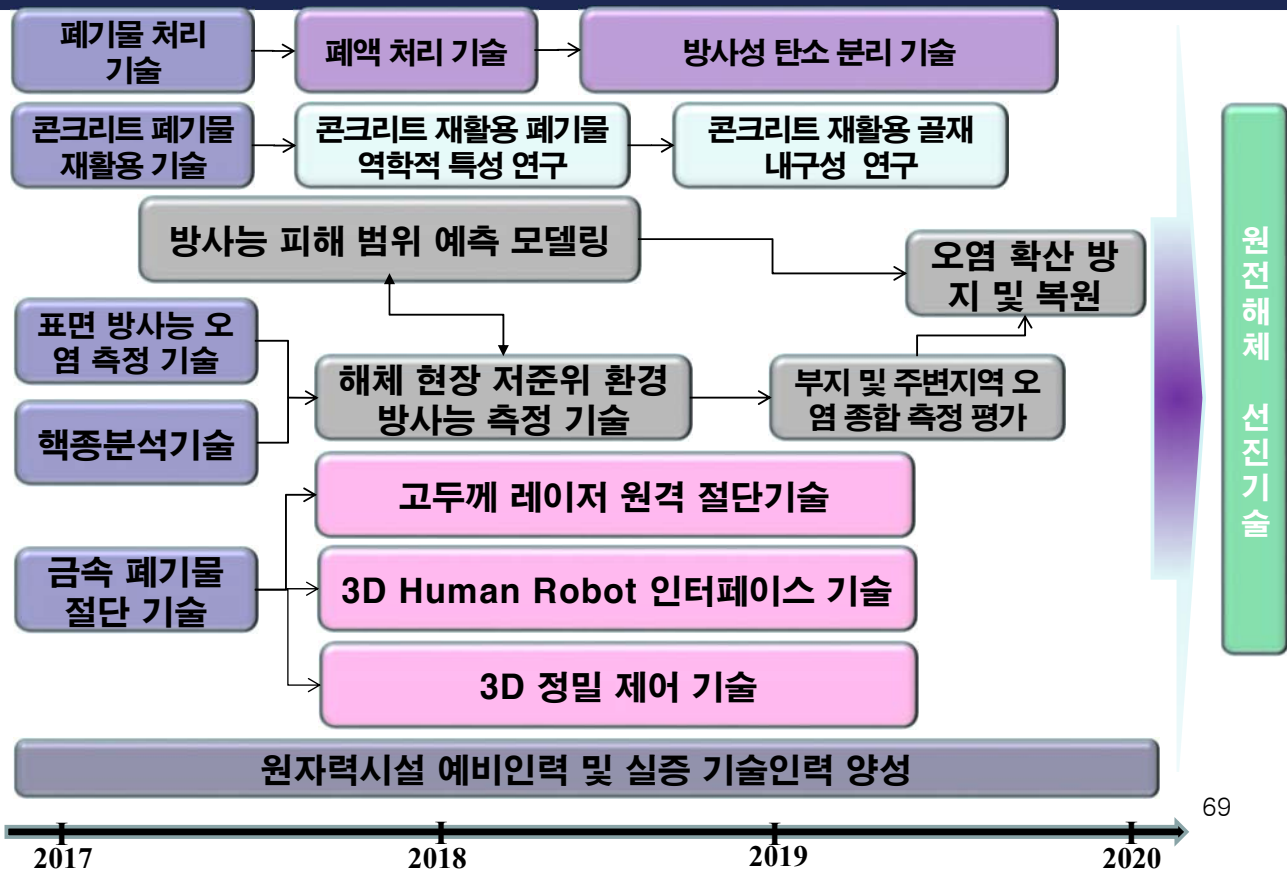 폐기물 처리
기술
폐액 처리 기술
방사성 탄소 분리 기술
콘크리트 폐기물
재활용 기술
콘크리트 재활용 폐기물
역학적 특성 연구
콘크리트 재활용 골재
내구성 연구
방사능 피해 범위 예측 모델링
오염 확산 방
지 및 복원
표면 방사능 오
염 측정 기술
핵종분석기술
해체 현장 저준위 환경
방사능 측정 기술
부지 및 주변지역 오
염 종합 측정 평가
금속 폐기물
절단 기술
고두께 레이저 원격 절단기술
3D Human Robot 인터페이스 기술
3D 정밀 제어 기술
원자력시설 예비인력 및 실증 기술인력 양성
원전해체 선진기술
69
2017
2018
2019
2020